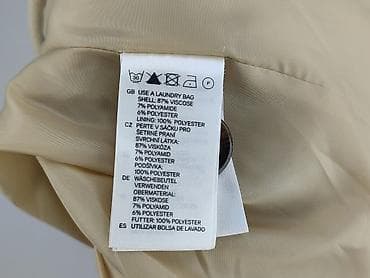 30 P
GB USE A LAUNDRY BAG
SHELL: 87% VISCOSE
7% POLYAMIDE
6% POLYESTER
LINING: 100% POLYESTER
CZ PERTE V SÁČKU PRO
ŠETRNÉ PRANÍ
SVRCHNÍ LÁTKA:
87% VISKÓZA
7% POLYAMID
6% POLYESTER
PODŠÍVKA:
100% POLYESTER
DE WÄSCHEBEUTEL
VERWENDEN
OBERMATERIAL:
87% VISKOSE
7% POLYAMID
6% POLYESTER
FUTTER: 100% POLYESTER
ES UTILIZAR BOLSA DE LAVADO